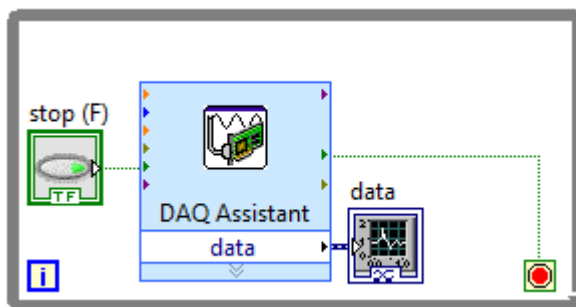 stop (F)
TF
DAQ Assistant
data
data
i